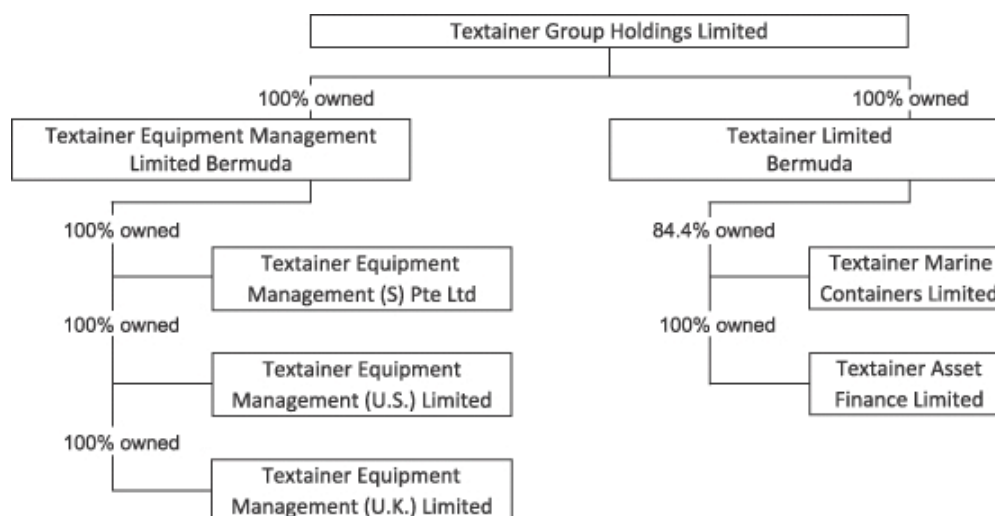 Textainer Group Holdings Limited
100% owned
100% owned
Textainer Equipment Management
Limited Bermuda
Textainer Limited
Bermuda
100% owned
84.4% owned
Textainer Equipment
Management (S) Pte Ltd
Textainer Marine
Containers Limited
100% owned
100% owned
Textainer Equipment
Management (U.S.) Limited
Textainer Asset
Finance Limited
100% owned
Textainer Equipment
Management (U.K.) Limited